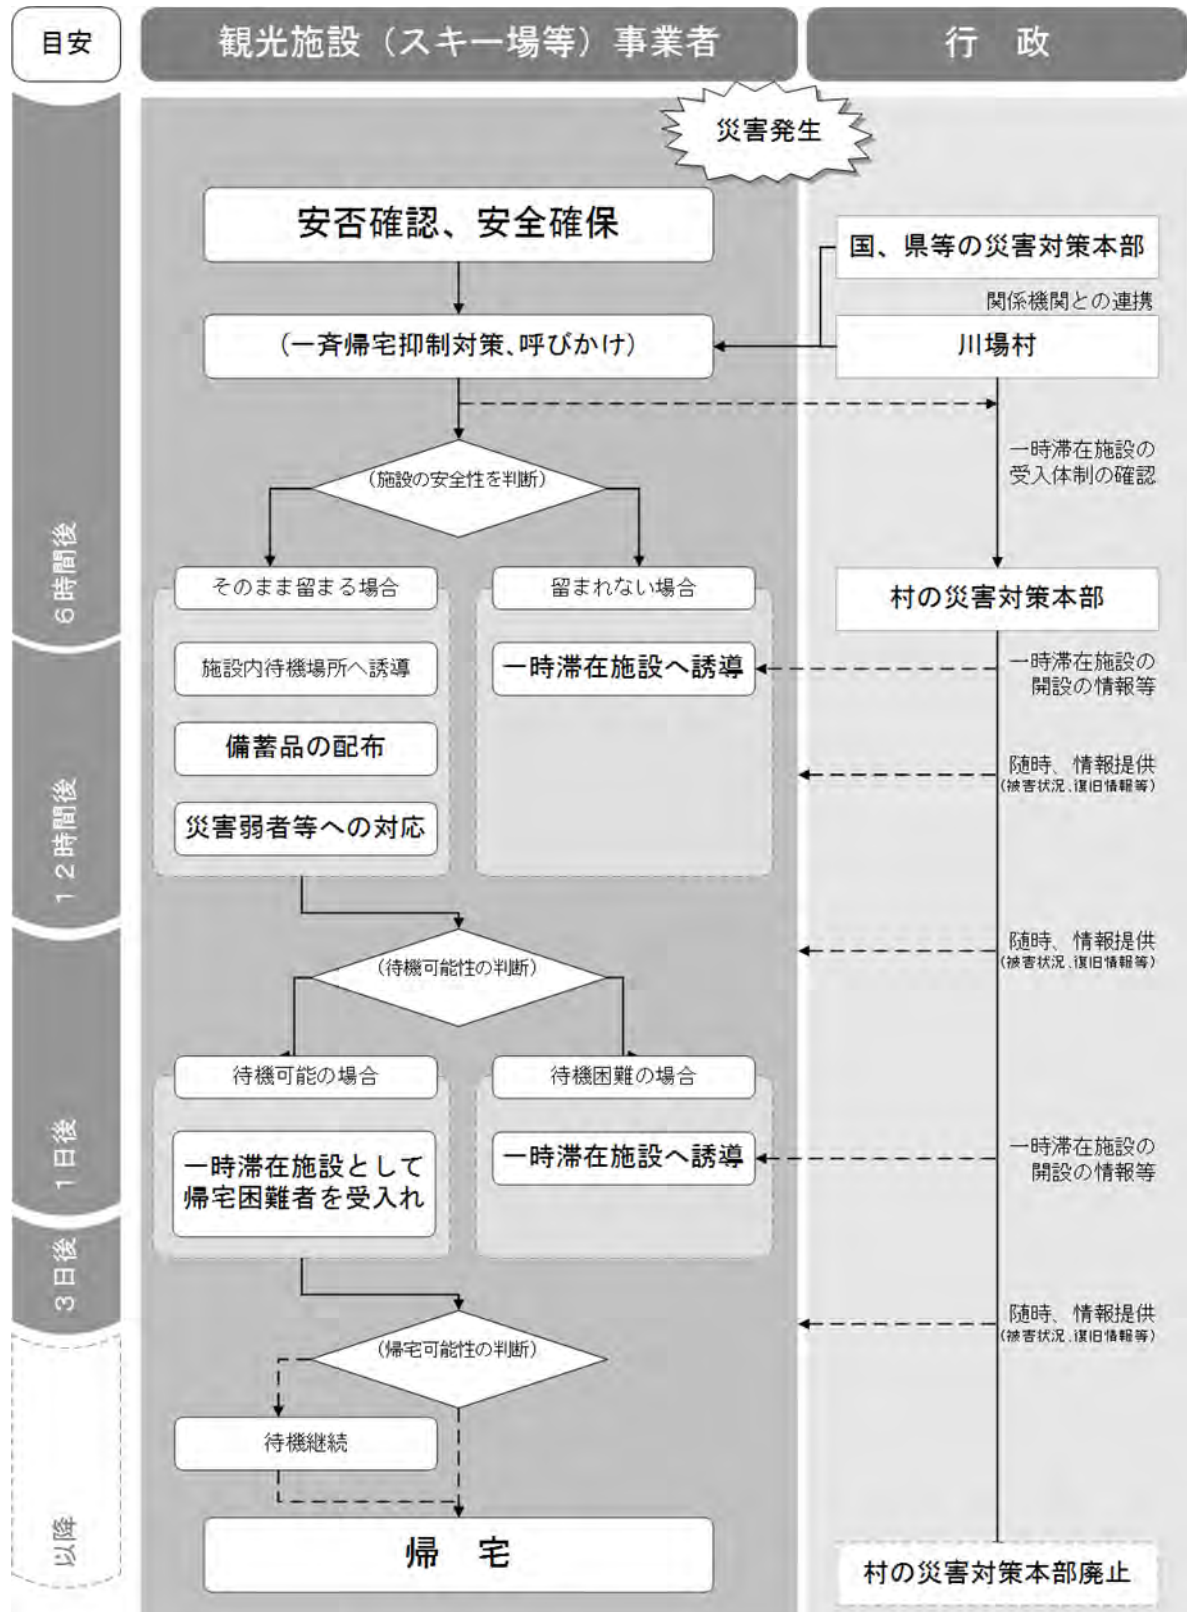 目安
観光施設（スキー場等）事業者
行　政
災害発生
安否確認、安全確保
国、県等の災害対策本部
関係機関との連携
（一斉帰宅抑制対策、呼びかけ）
川場村
（施設の安全性を判断）
一時滞在施設の
受入体制の確認
6時間後
そのまま留まる場合
留まれない場合
村の災害対策本部
施設内待機場所へ誘導
一時滞在施設へ誘導
一時滞在施設の
開設の情報等
備蓄品の配布
随時、情報提供
（被害状況、復旧情報等）
災害弱者等への対応
12時間後
（待機可能性の判断）
随時、情報提供
（被害状況、復旧情報等）
待機可能の場合
待機困難の場合
1日後
一時滞在施設として
帰宅困難者を受入れ
一時滞在施設へ誘導
一時滞在施設の
開設の情報等
3日後
（帰宅可能性の判断）
随時、情報提供
（被害状況、復旧情報等）
待機継続
以降
帰　宅
村の災害対策本部廃止